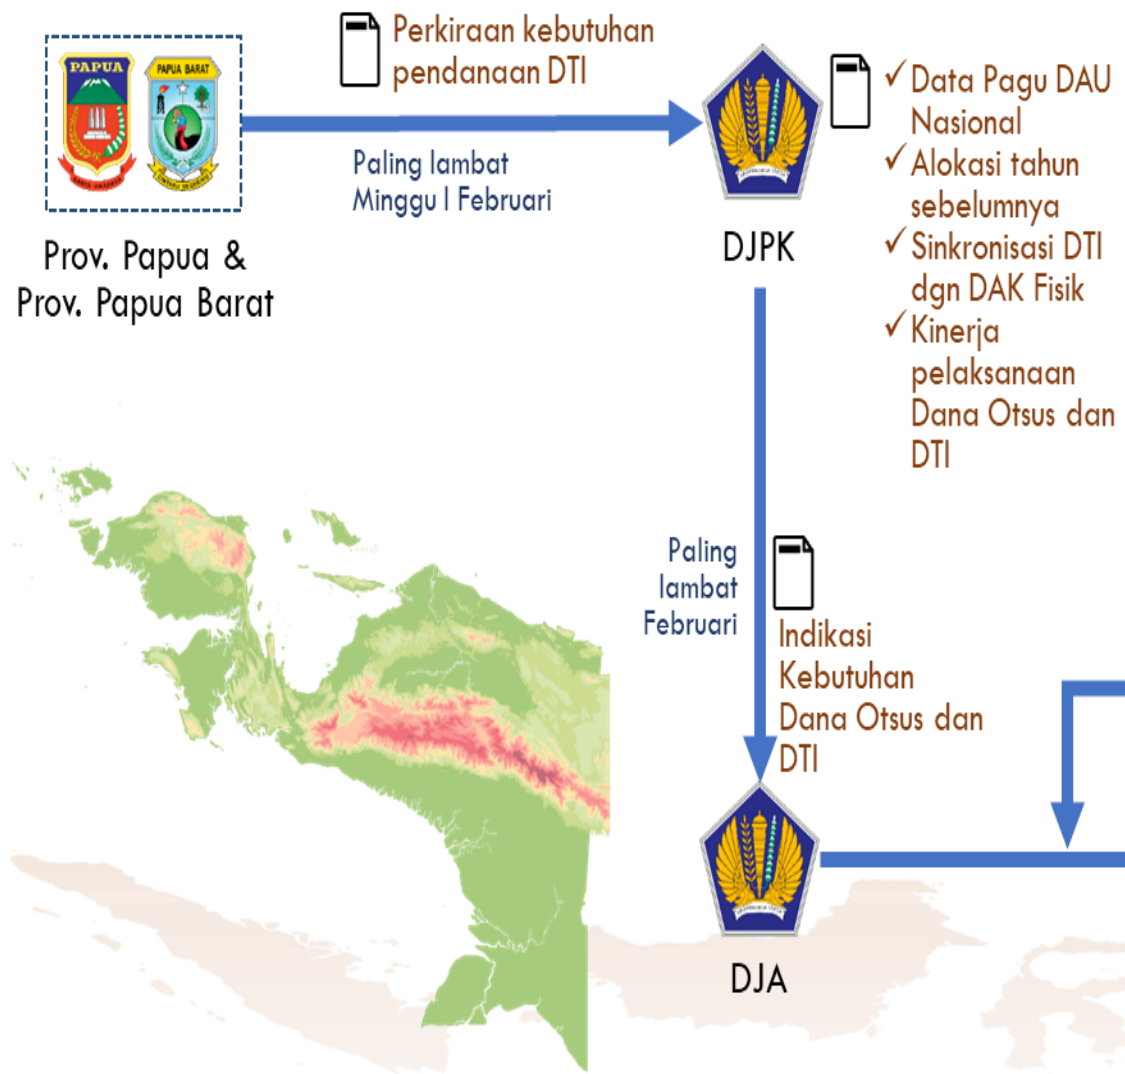 Perkiraan kebutuhan
pendanaan DTI
PAPUA
PAPUA BARAT
Paling lambat
Minggu I Februari
Prov. Papua &
Prov. Papua Barat
DJPK
✓ Data Pagu DAU
Nasional
✓ Alokasi tahun
sebelumnya
✓ Sinkronisasi DTI
dgn DAK Fisik
✓ Kinerja
pelaksanaan
Dana Otsus dan
DTI
Paling
lambat
Februari
Indikasi
Kebutuhan
Dana Otsus dan
DTI
DJA